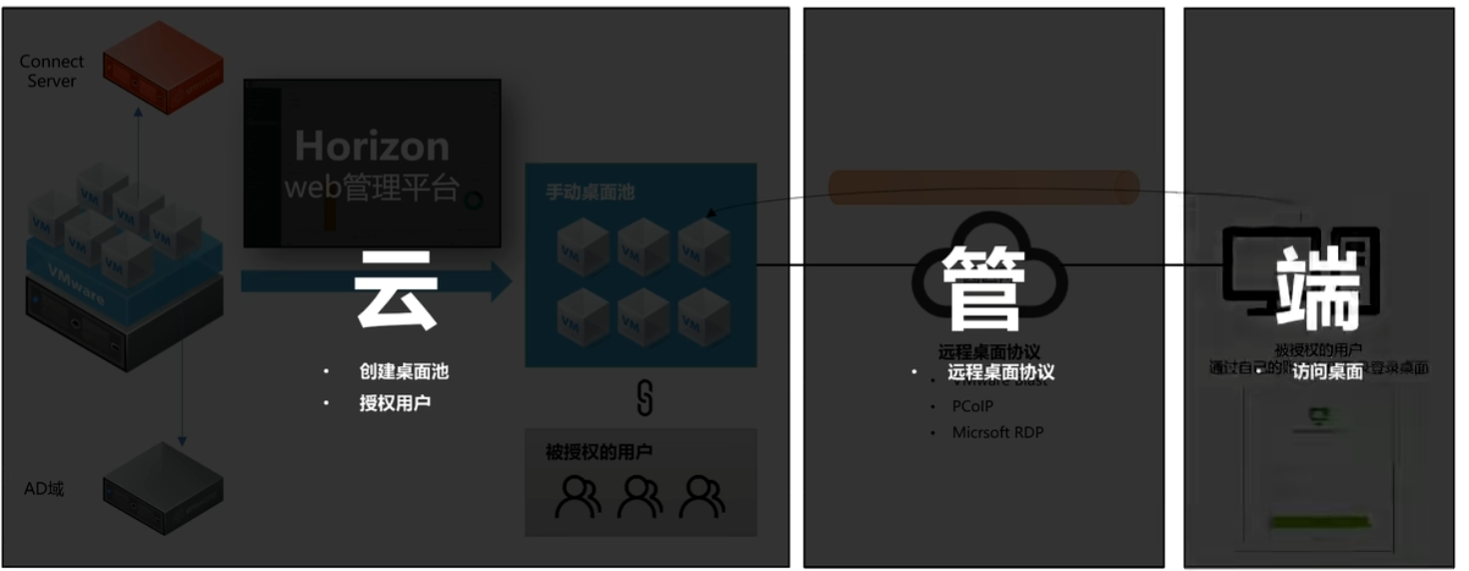 Connect
Server
VM
VM
VM
VM
VM
VM
VMware
AD域
Horizon
web管理平台
云
• 创建桌面池
• 授权用户
手动桌面池
VM
VM
VM
VM
VM
VM
被授权的用户
管
远程桌面协议
• 远程桌面协议
• VMware Blast
• PCoIP
• Micrsoft RDP
端
被授权的用户
通过自己的账
登录桌面
• 访问桌面